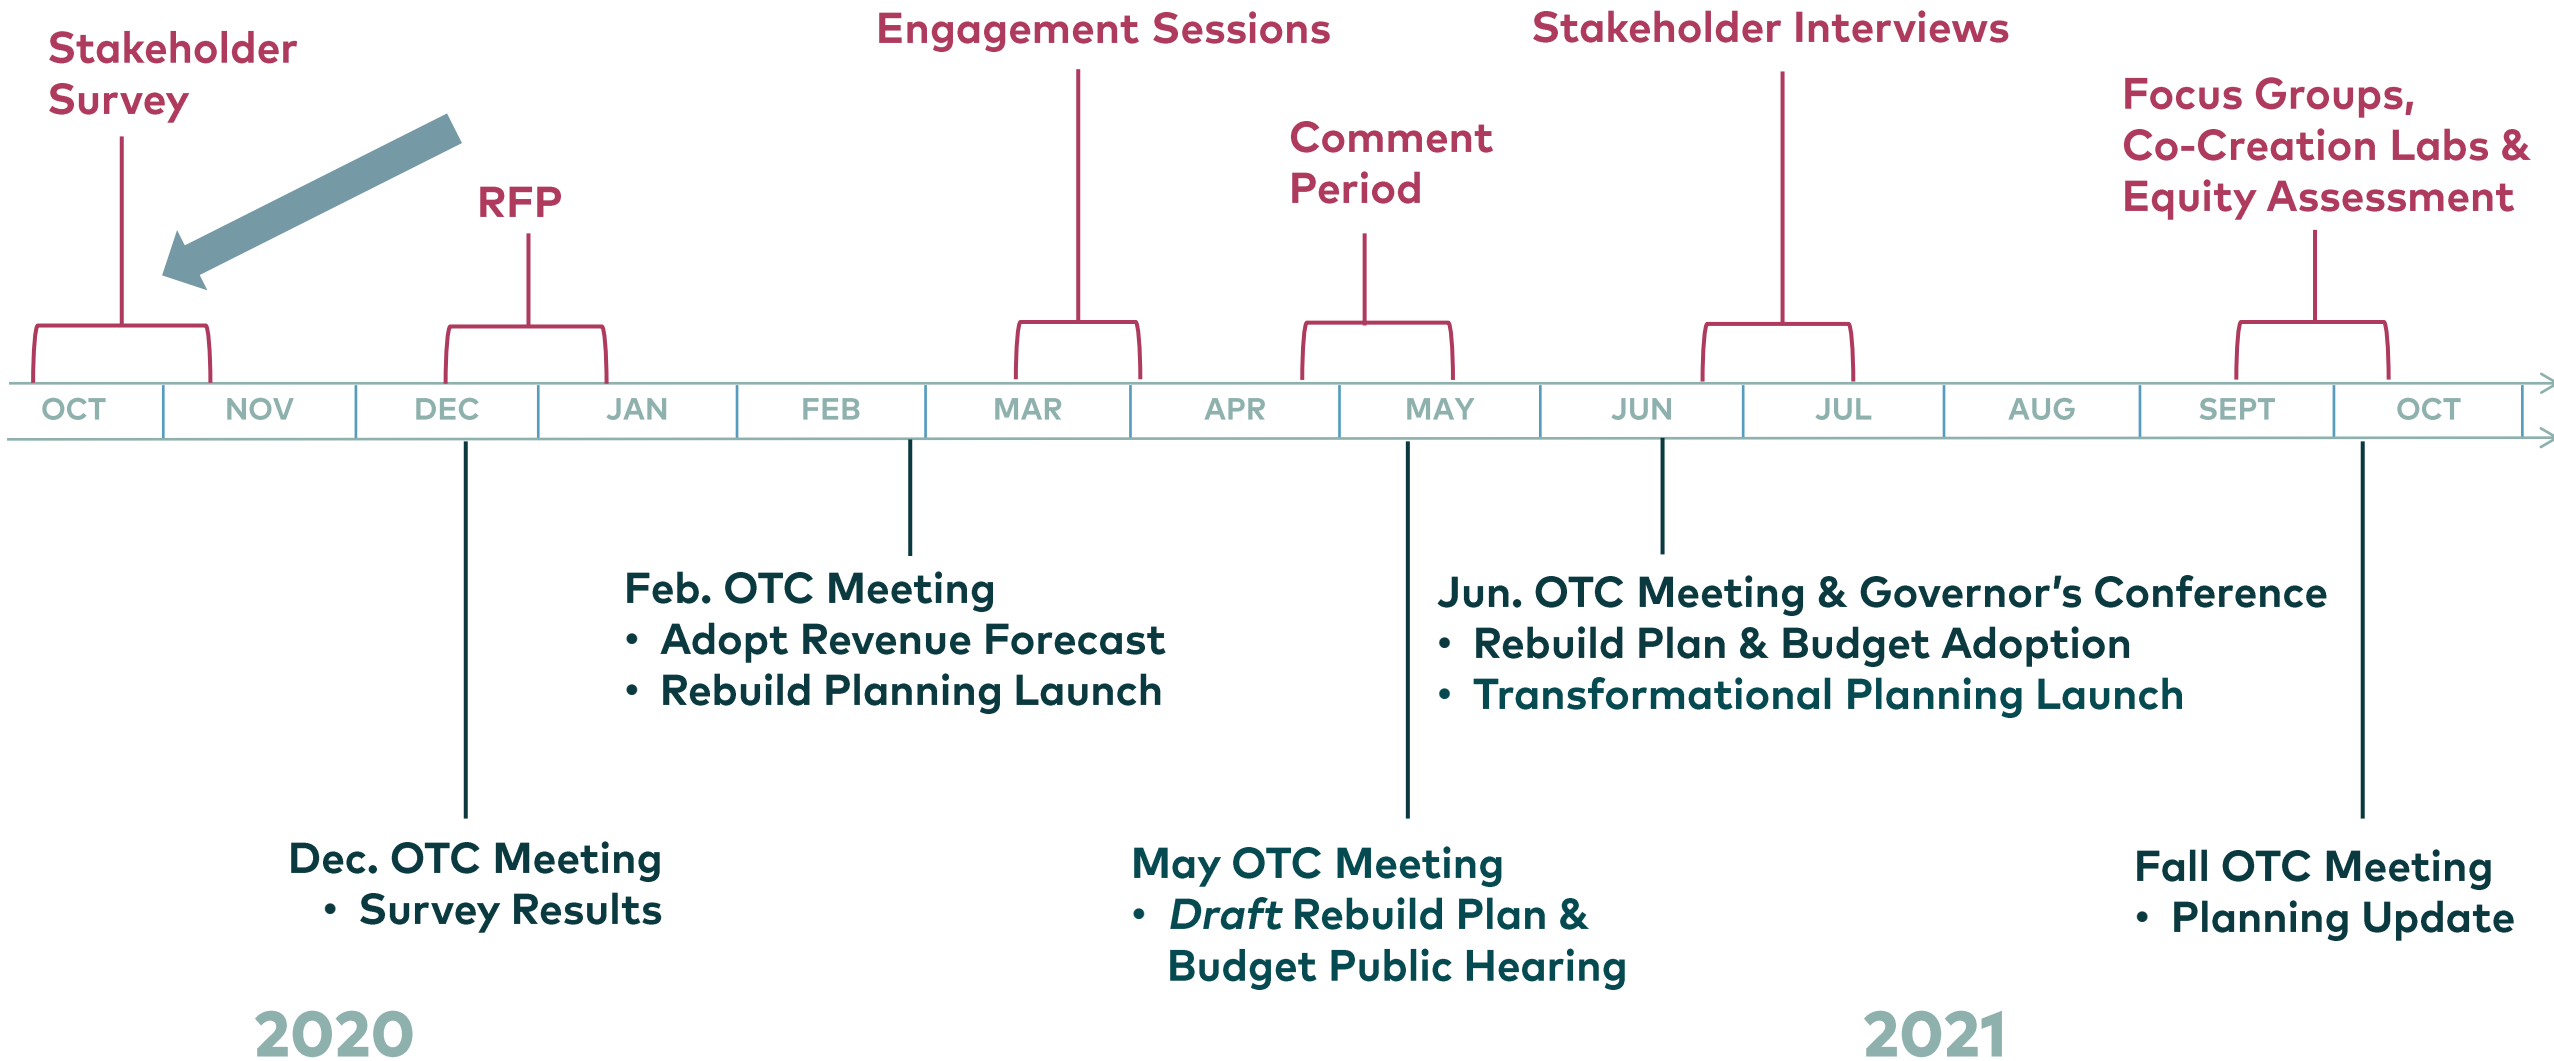 Stakeholder
Survey
RFP
Engagement Sessions
Comment
Period
Stakeholder Interviews
Focus Groups,
Co-Creation Labs &
Equity Assessment
OCT NOV DEC JAN FEB MAR APR MAY JUN JUL AUG SEPT OCT
Dec. OTC Meeting
• Survey Results
Feb. OTC Meeting
• Adopt Revenue Forecast
• Rebuild Planning Launch
May OTC Meeting
• Draft Rebuild Plan &
Budget Public Hearing
Jun. OTC Meeting & Governor’s Conference
• Rebuild Plan & Budget Adoption
• Transformational Planning Launch
Fall OTC Meeting
• Planning Update
2020
2021